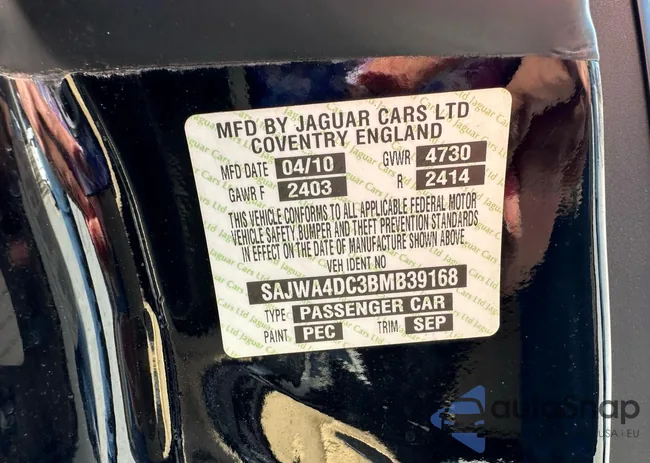 MFD BY JAGUAR CARS LTD
COVENTRY ENGLAND
MFD DATE 04/10 GVWR 4730
GAWR F 2403 R 2414
THIS VEHICLE CONFORMS TO ALL APPLICABLE FEDERAL MOTOR
VEHICLE SAFETY, BUMPER AND THEFT PREVENTION STANDARDS
IN EFFECT ON THE DATE OF MANUFACTURE SHOWN ABOVE
VEH IDENT NO
SAJWA4DC3BMB39168
TYPE: PASSENGER CAR
PAINT: PEC TRIM: SEP
autoSnap
USA - EU